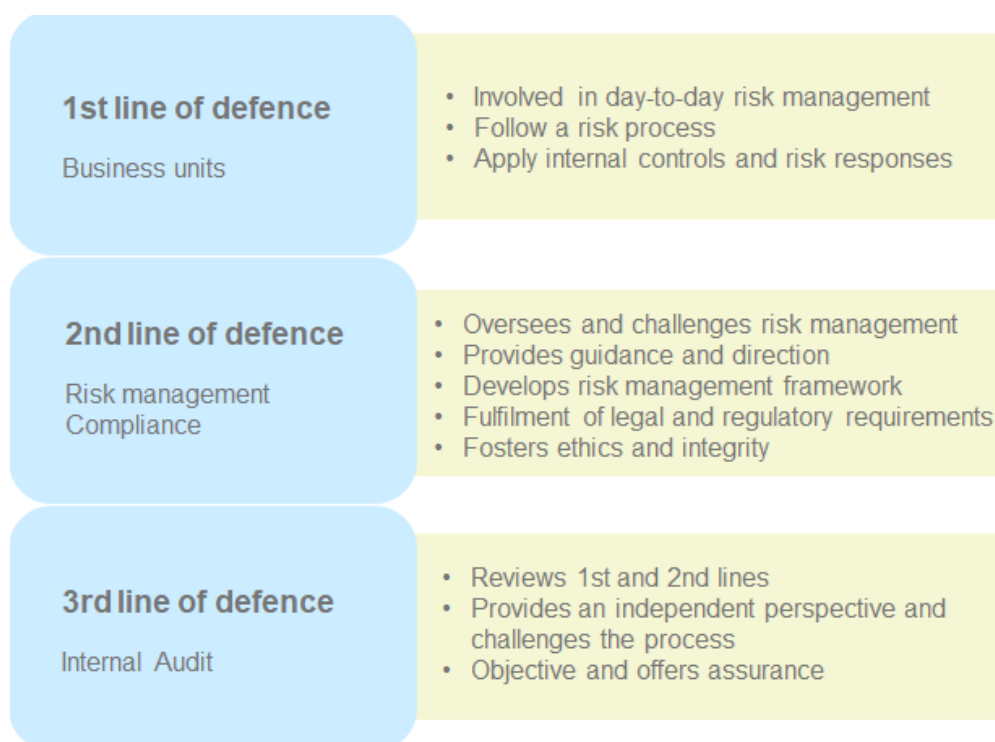 1st line of defence
Business units
• Involved in day-to-day risk management
• Follow a risk process
• Apply internal controls and risk responses
2nd line of defence
Risk management
Compliance
• Oversees and challenges risk management
• Provides guidance and direction
• Develops risk management framework
• Fulfilment of legal and regulatory requirements
• Fosters ethics and integrity
3rd line of defence
Internal Audit
• Reviews 1st and 2nd lines
• Provides an independent perspective and
challenges the process
• Objective and offers assurance